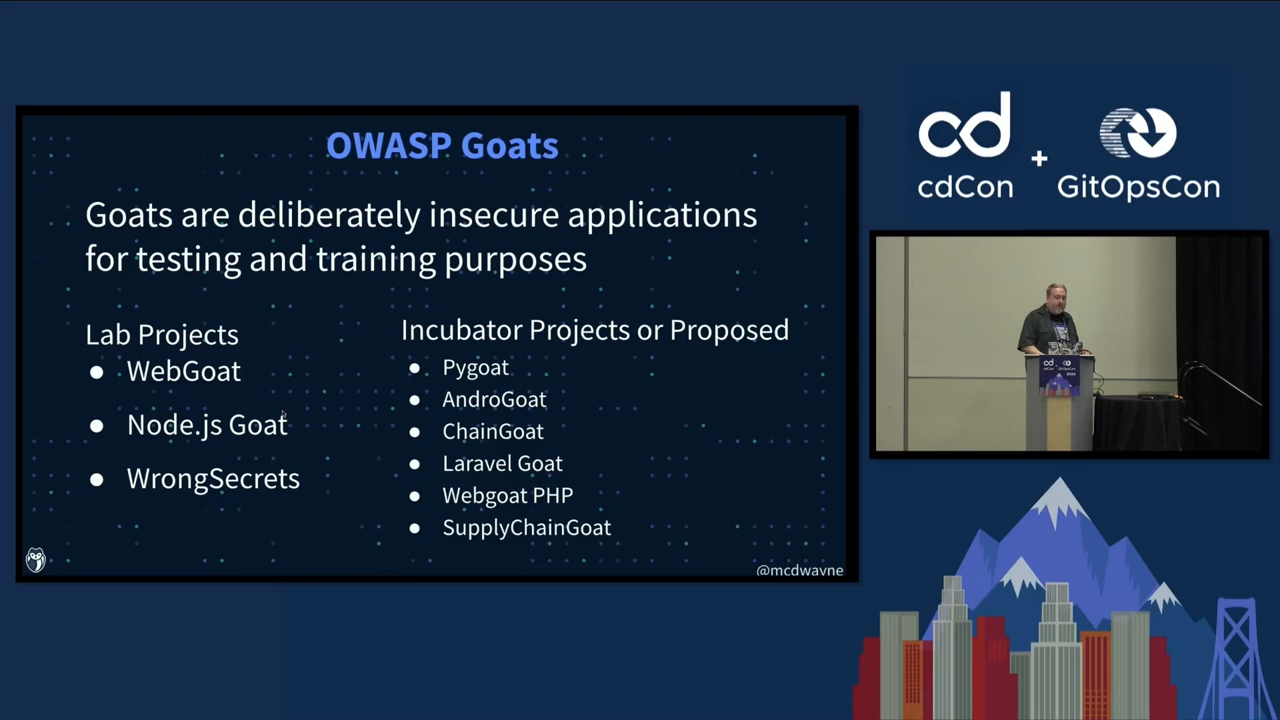 OWASP Goats
Goats are deliberately insecure applications
for testing and training purposes
Lab Projects
● WebGoat
● Node.js Goat
● WrongSecrets
Incubator Projects or Proposed
● Pygoat
● AndroGoat
● ChainGoat
● Laravel Goat
● Webgoat PHP
● SupplyChainGoat
@mcdwayne
cd
cdCon
+
GitOpsCon